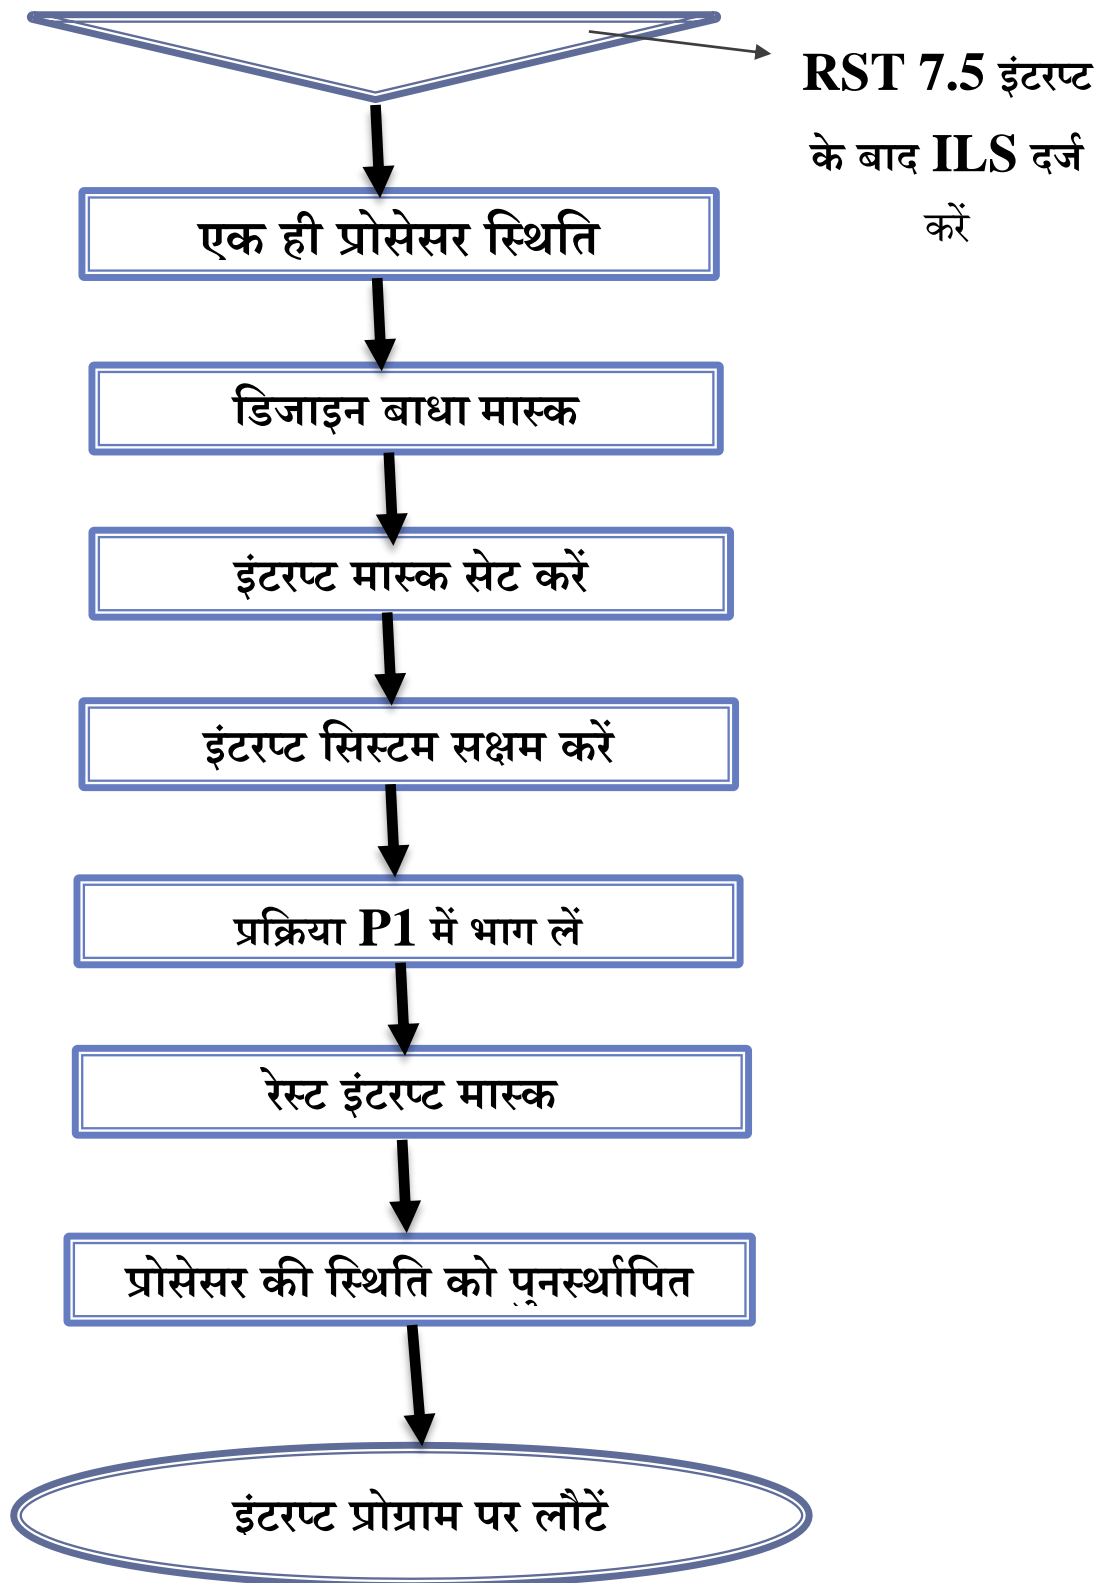 RST 7.5 इंटरप्ट
के बाद ILS दर्ज
करें
एक ही प्रोसेसर स्थिति
डिजाइन बाधा मास्क
इंटरप्ट मास्क सेट करें
इंटरप्ट सिस्टम सक्षम करें
प्रक्रिया P1 में भाग लें
रेस्ट इंटरप्ट मास्क
प्रोसेसर की स्थिति को पुनर्स्थापित
इंटरप्ट प्रोग्राम पर लौटें